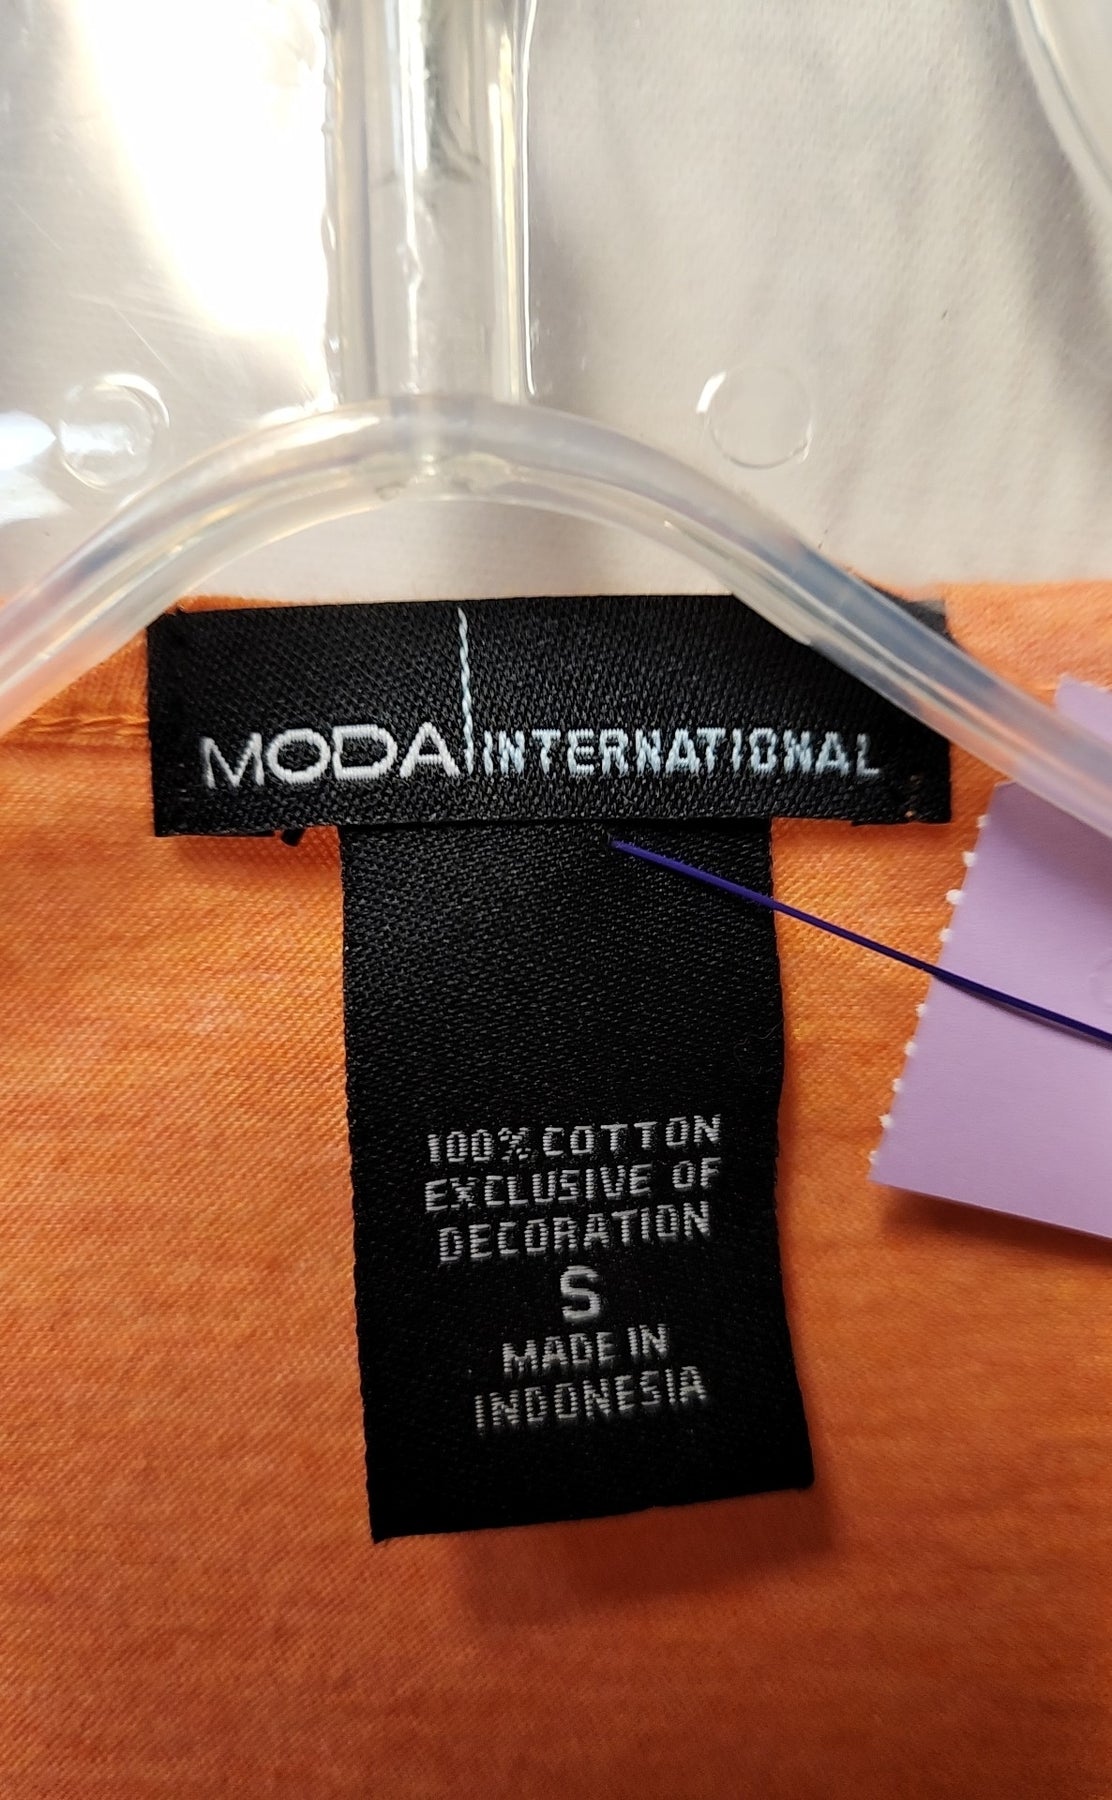 MODA INTERNATIONAL
100% COTTON
EXCLUSIVE OF
DECORATION
S
MADE IN
INDONESIA